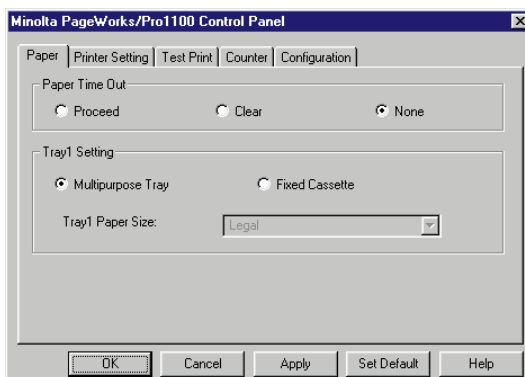 Minolta PageWorks/Pro1100 Control Panel
Paper Printer Setting Test Print Counter Configuration
Paper Time Out
Proceed Clear None
Tray1 Setting
Multipurpose Tray Fixed Cassette
Tray1 Paper Size: Legal
OK Cancel Apply Set Default Help